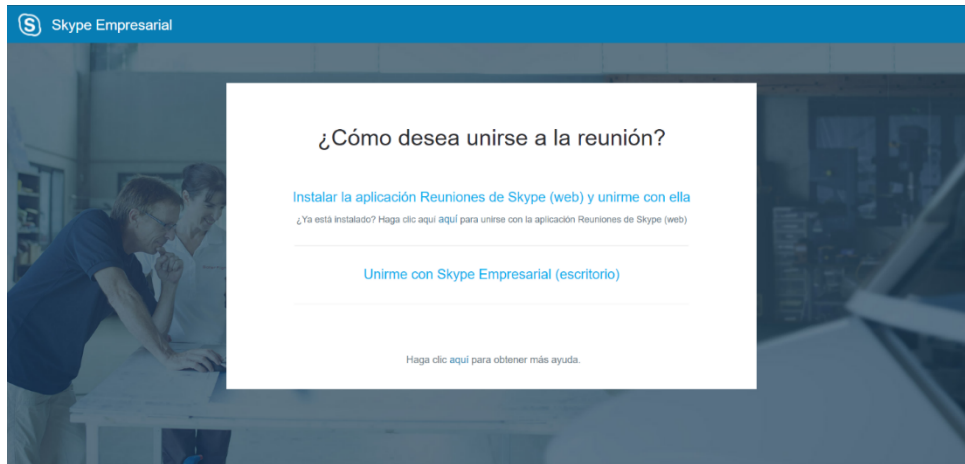 Skype Empresarial
¿Cómo desea unirse a la reunión?
Instalar la aplicación Reuniones de Skype (web) y unirme con ella
¿Ya está instalado? Haga clic aquí aquí para unirse con la aplicación Reuniones de Skype (web)
Unirme con Skype Empresarial (escritorio)
Haga clic aquí para obtener más ayuda.